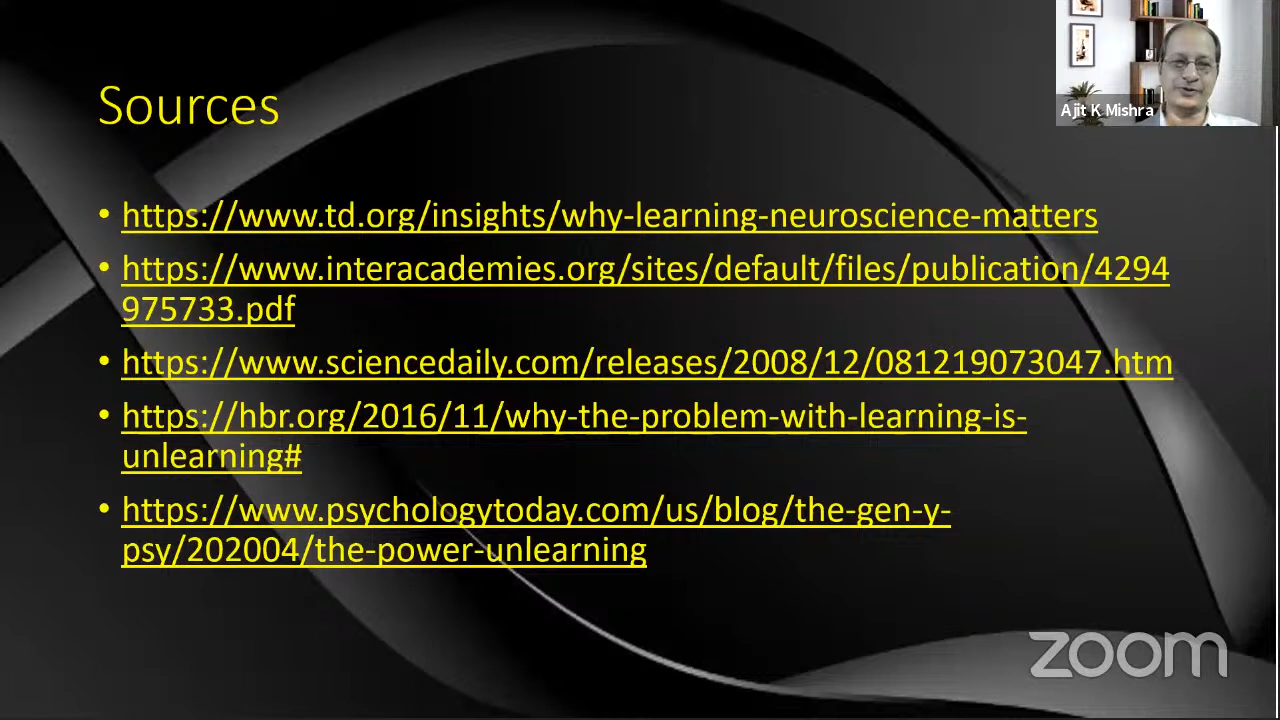 Sources
Ajit K Mishra
• https://www.td.org/insights/why-learning-neuroscience-matters
• https://www.interacademies.org/sites/default/files/publication/4294
975733.pdf
• https://www.sciencedaily.com/releases/2008/12/081219073047.htm
• https://hbr.org/2016/11/why-the-problem-with-learning-is-
unlearning#
• https://www.psychologytoday.com/us/blog/the-gen-y-
psy/202004/the-power-unlearning
zoom